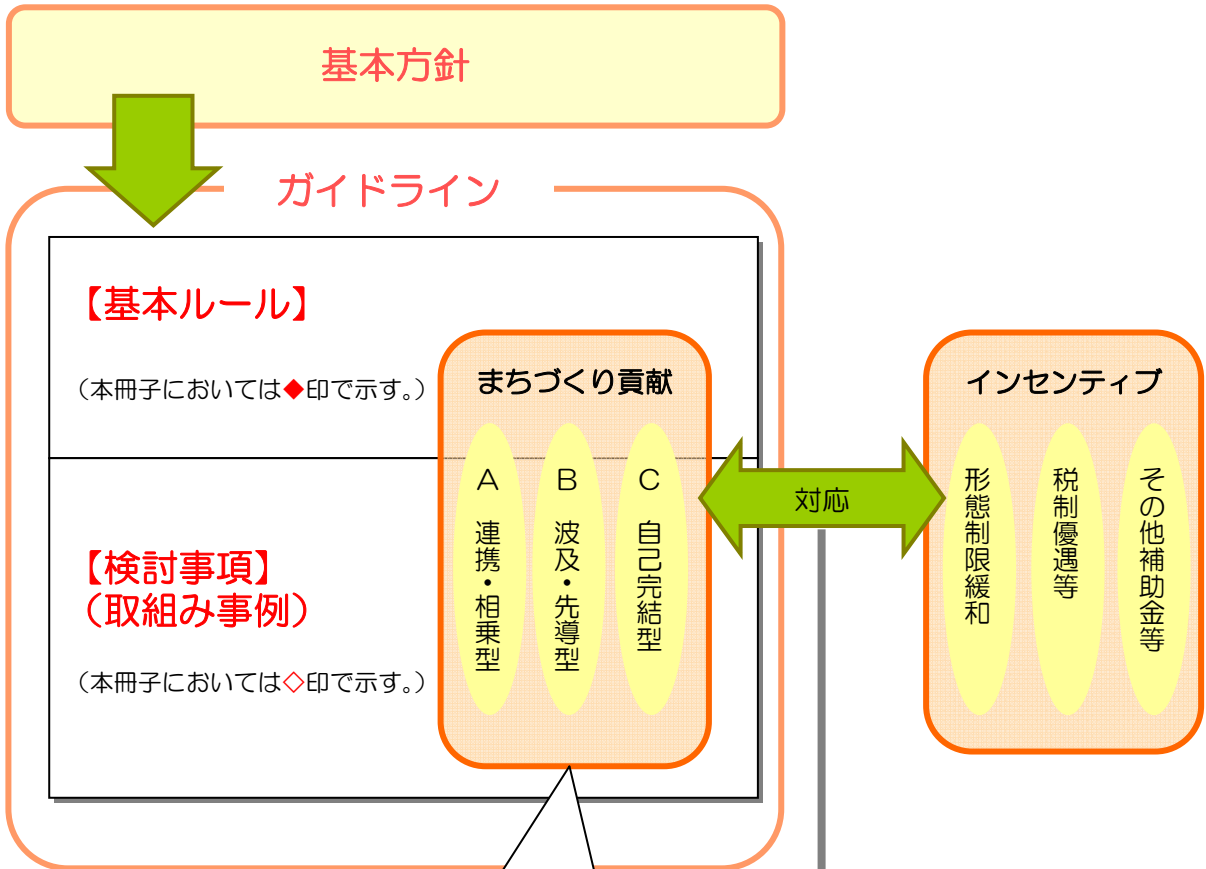 基本方針
ガイドライン
【基本ルール】
（本冊子においては◆印で示す。）
【検討事項】
（取組み事例）
（本冊子においては◇印で示す。）
まちづくり貢献
A 連携・相乗型
B 波及・先導型
C 自己完結型
対応
インセンティブ
形態制限緩和
税制優遇等
その他補助金等